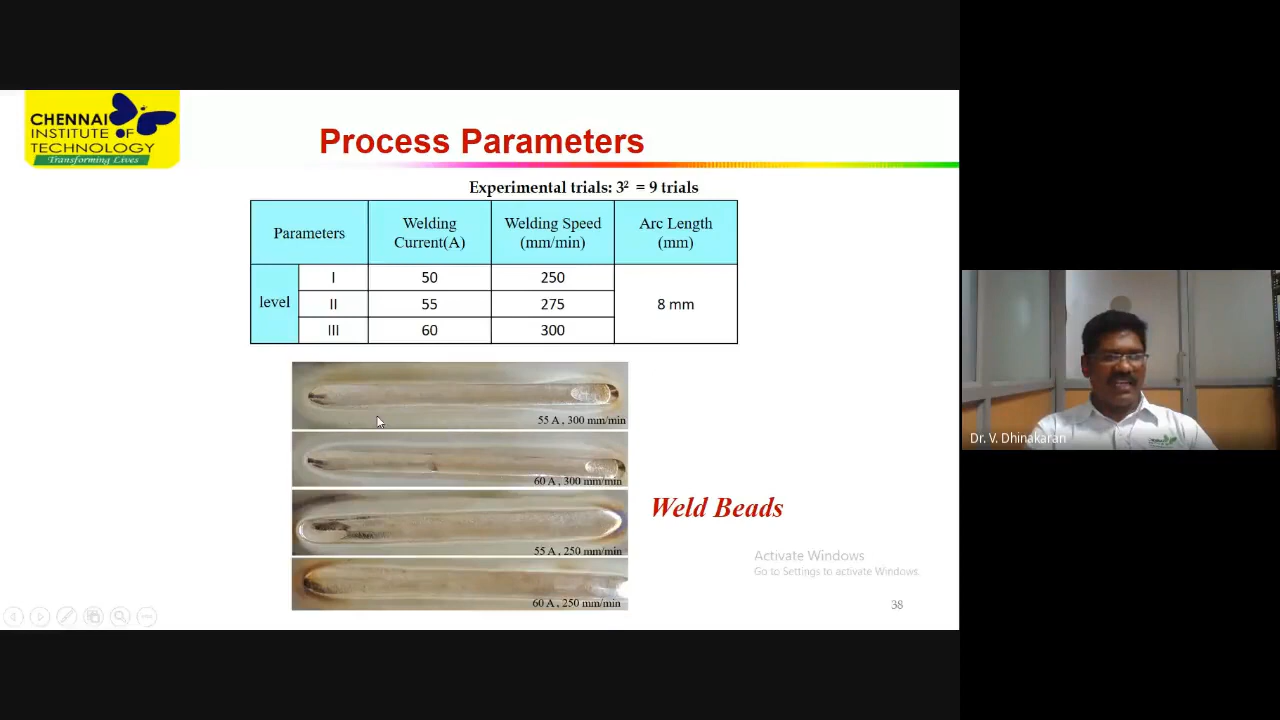 CHENNAI
INSTITUTE OF
TECHNOLOGY
Transforming Lives
Process Parameters
Experimental trials: 3² = 9 trials
Parameters
Welding Current(A)
Welding Speed (mm/min)
Arc Length (mm)
level
I 50 250
II 55 275
III 60 300
8 mm
55 A, 300 mm/min
60 A , 300 mm/min
55 A, 250 mm/min
60 A , 250 mm/min
Weld Beads
Activate Windows
Go to Settings to activate Windows.
38
Dr. V. Dhinakaran